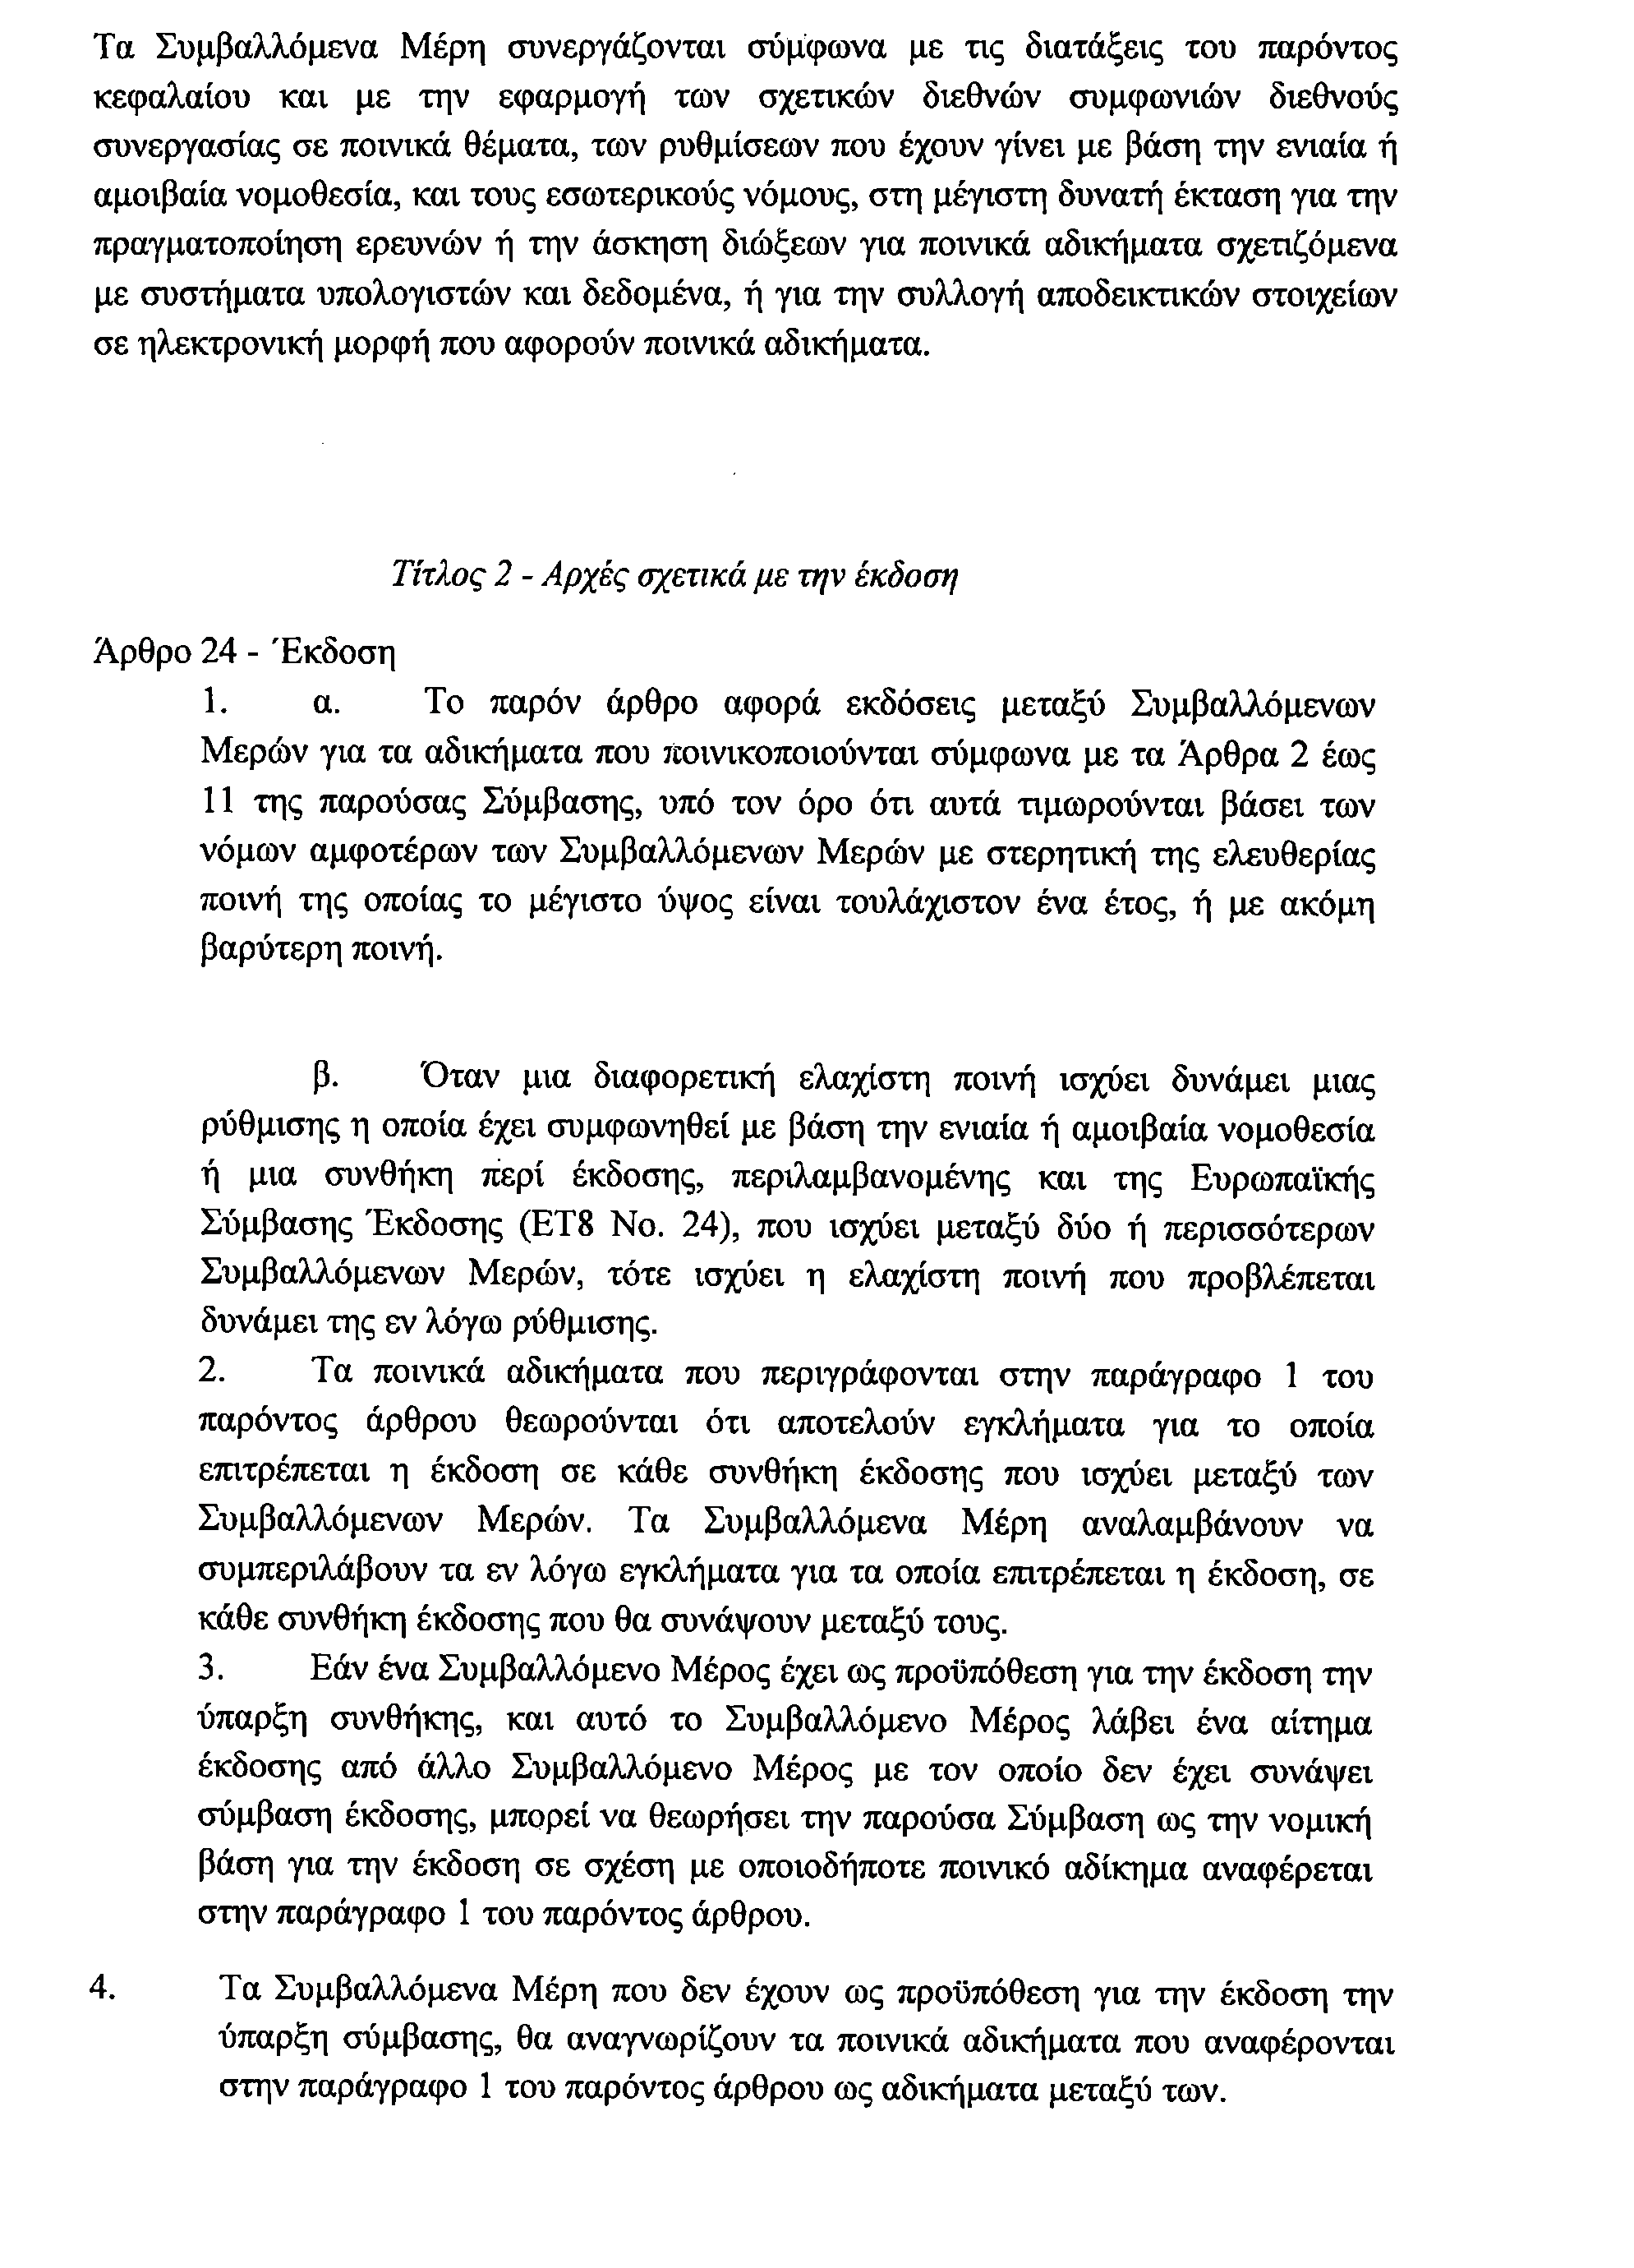 Τα Συμβαλλόμενα Μέρη συνεργάζονται σύμφωνα με τις διατάξεις του παρόντος
κεφαλαίου και με την εφαρμογή των σχετικών διεθνών συμφωνιών διεθνούς
συνεργασίας σε ποινικά θέματα, των ρυθμίσεων που έχουν γίνει με βάση την ενιαία ή
αμοιβαία νομοθεσία, και τους εσωτερικούς νόμους, στη μέγιστη δυνατή έκταση για την
πραγματοποίηση ερευνών ή την άσκηση διώξεων για ποινικά αδικήματα σχετιζόμενα
με συστήματα υπολογιστών και δεδομένα, ή για την συλλογή αποδεικτικών στοιχείων
σε ηλεκτρονική μορφή που αφορούν ποινικά αδικήματα.
Τίτλος 2 - Αρχές σχετικά με την έκδοση
Άρθρο 24 - Έκδοση
1. α. Το παρόν άρθρο αφορά εκδόσεις μεταξύ Συμβαλλόμενων
Μερών για τα αδικήματα που ποινικοποιούνται σύμφωνα με τα Άρθρα 2 έως
11 της παρούσας Σύμβασης, υπό τον όρο ότι αυτά τιμωρούνται βάσει των
νόμων αμφοτέρων των Συμβαλλόμενων Μερών με στερητική της ελευθερίας
ποινή της οποίας το μέγιστο ύψος είναι τουλάχιστον ένα έτος, ή με ακόμη
βαρύτερη ποινή.
β. Όταν μια διαφορετική ελαχίστη ποινή ισχύει δυνάμει μιας
ρύθμισης η οποία έχει συμφωνηθεί με βάση την ενιαία ή αμοιβαία νομοθεσία
ή μια συνθήκη περί έκδοσης, περιλαμβανομένης και της Ευρωπαϊκής
Σύμβασης Έκδοσης (ΕΤ8 Νο. 24), που ισχύει μεταξύ δύο ή περισσότερων
Συμβαλλόμενων Μερών, τότε ισχύει η ελαχίστη ποινή που προβλέπεται
δυνάμει της εν λόγω ρύθμισης.
2. Τα ποινικά αδικήματα που περιγράφονται στην παράγραφο 1 του
παρόντος άρθρου θεωρούνται ότι αποτελούν εγκλήματα για το οποία
επιτρέπεται η έκδοση σε κάθε συνθήκη έκδοσης που ισχύει μεταξύ των
Συμβαλλόμενων Μερών. Τα Συμβαλλόμενα Μέρη αναλαμβάνουν να
συμπεριλάβουν τα εν λόγω εγκλήματα για τα οποία επιτρέπεται η έκδοση, σε
κάθε συνθήκη έκδοσης που θα συνάψουν μεταξύ τους.
3. Εάν ένα Συμβαλλόμενο Μέρος έχει ως προϋπόθεση για την έκδοση την
ύπαρξη συνθήκης, και αυτό το Συμβαλλόμενο Μέρος λάβει ένα αίτημα
έκδοσης από άλλο Συμβαλλόμενο Μέρος με τον οποίο δεν έχει συνάψει
σύμβαση έκδοσης, μπορεί να θεωρήσει την παρούσα Σύμβαση ως την νομική
βάση για την έκδοση σε σχέση με οποιοδήποτε ποινικό αδίκημα αναφέρεται
στην παράγραφο 1 του παρόντος άρθρου.
4. Τα Συμβαλλόμενα Μέρη που δεν έχουν ως προϋπόθεση για την έκδοση την
ύπαρξη σύμβασης, θα αναγνωρίζουν τα ποινικά αδικήματα που αναφέρονται
στην παράγραφο 1 του παρόντος άρθρου ως αδικήματα μεταξύ των.